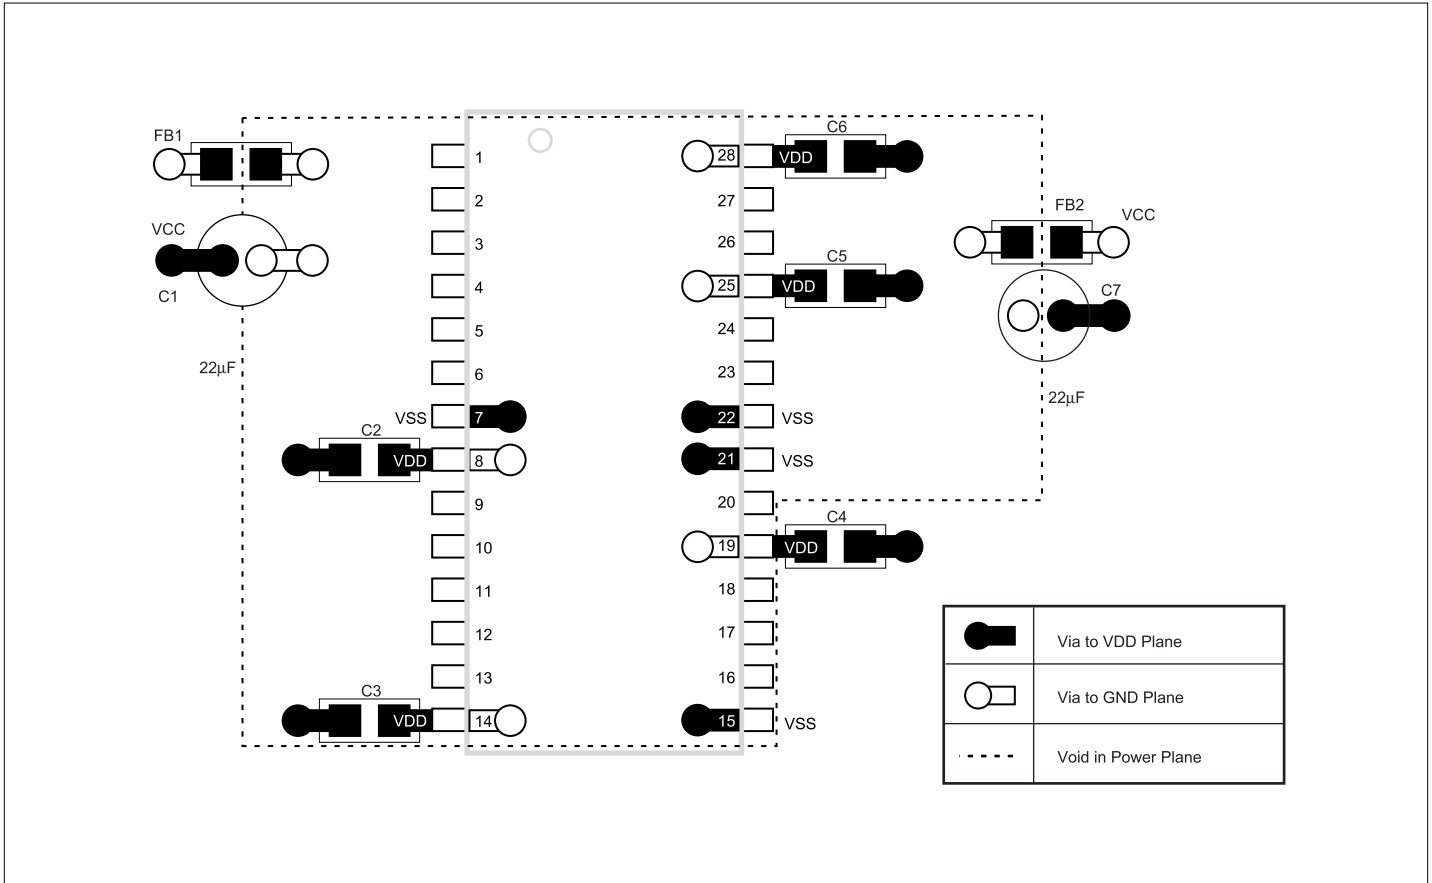 C6
FB1
1
28
VDD
2
27
FB2
VCC
VCC
3
26
C5
C1
4
25
VDD
C7
5
24
22μF
6
23
22μF
VSS
7
22
VSS
C2
VDD
8
21
VSS
9
20
C4
10
19
VDD
11
18
12
17
Via to VDD Plane
13
16
C3
Via to GND Plane
VDD
14
15
VSS
Void in Power Plane